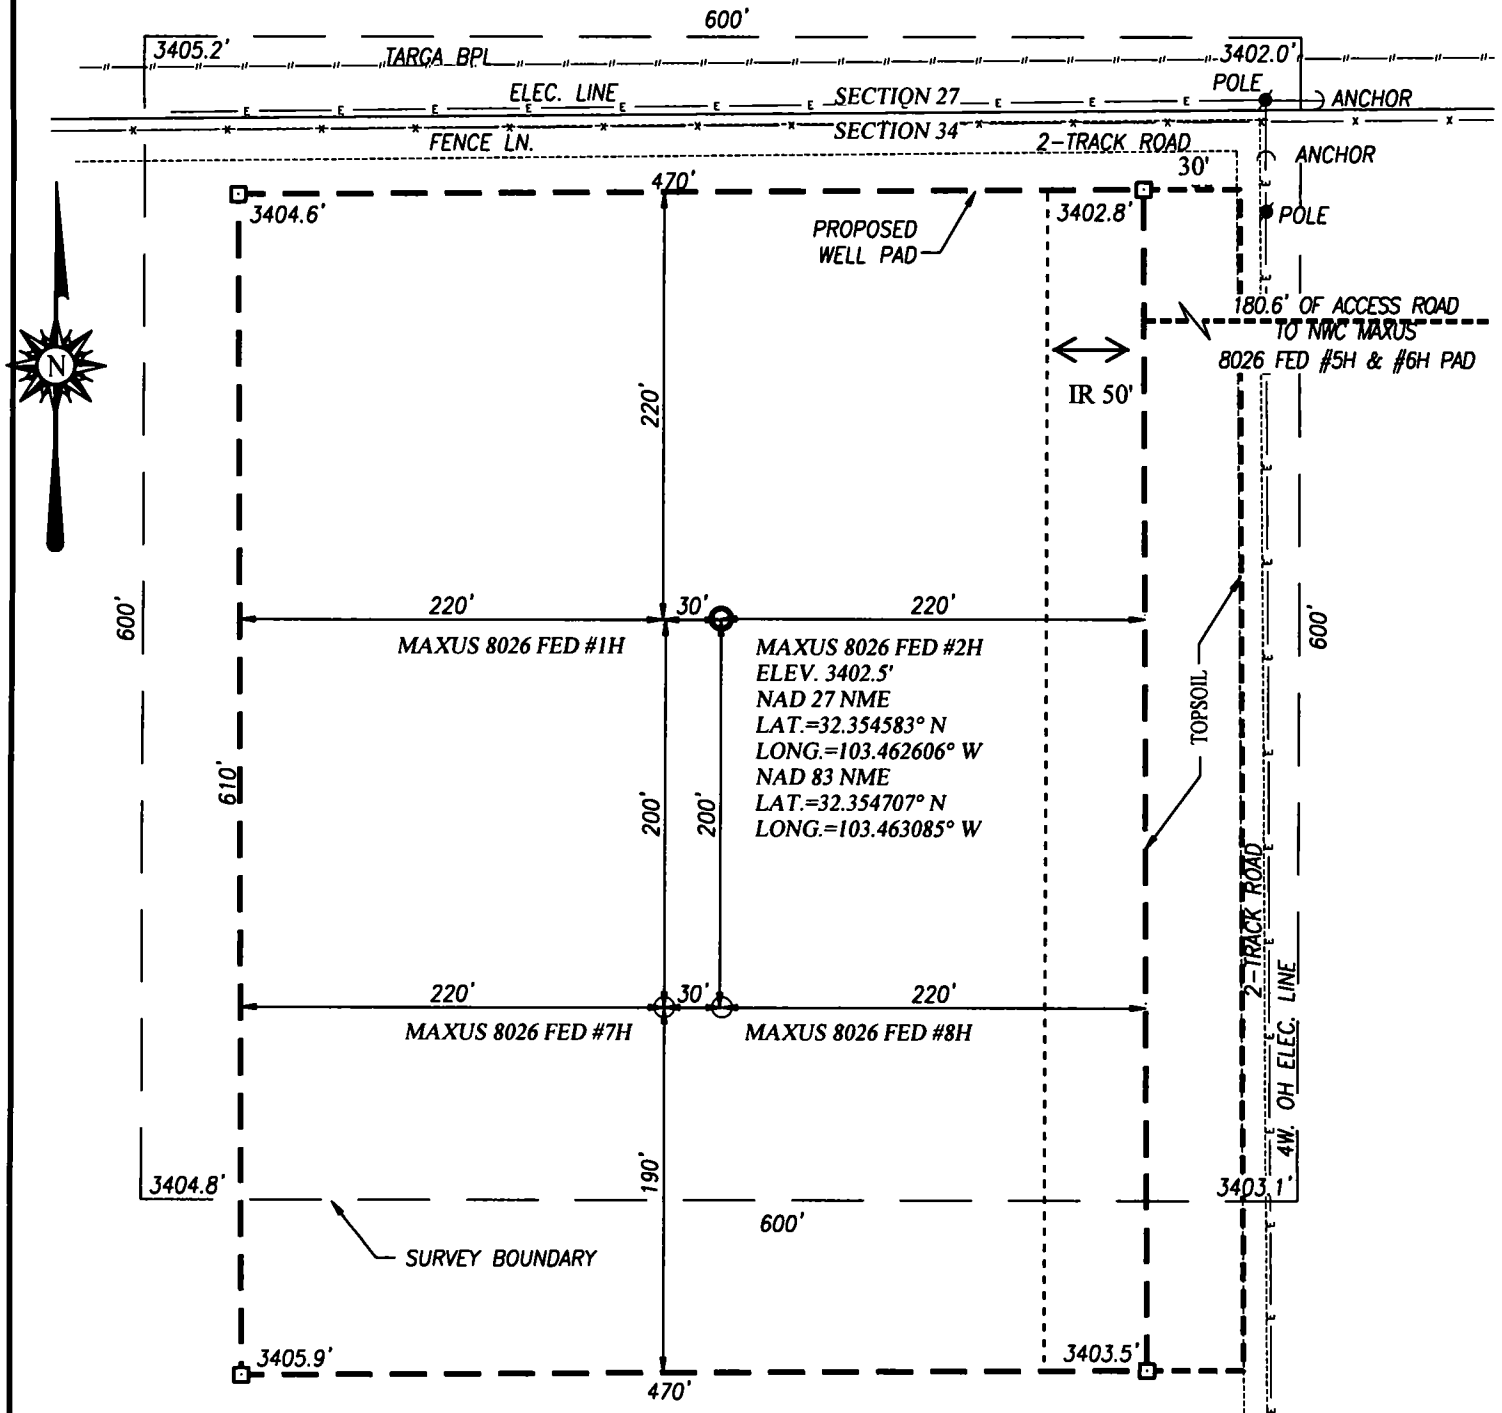 600'
3405.2'
TARGA BPL
3402.0'
POLE
ELEC. LINE
SECTION 27
ANCHOR
SECTION 34
FENCE LN.
2-TRACK ROAD
30'
ANCHOR
470'
3404.6'
3402.8'
POLE
PROPOSED
WELL PAD
180.6' OF ACCESS ROAD
TO NWC MAXUS
8026 FED #5H & #6H PAD
N
IR 50'
220'
600'
220'
30'
220'
600'
MAXUS 8026 FED #1H
MAXUS 8026 FED #2H
ELEV. 3402.5'
NAD 27 NME
LAT.=32.354583° N
LONG.=103.462606° W
NAD 83 NME
LAT.=32.354707° N
LONG.=103.463085° W
TOPSOIL
610'
200'
200'
2-TRACK ROAD
4W. OH ELEC. LINE
220'
30'
220'
MAXUS 8026 FED #7H
MAXUS 8026 FED #8H
190'
3404.8'
3403.1'
600'
SURVEY BOUNDARY
3405.9'
3403.5'
470'